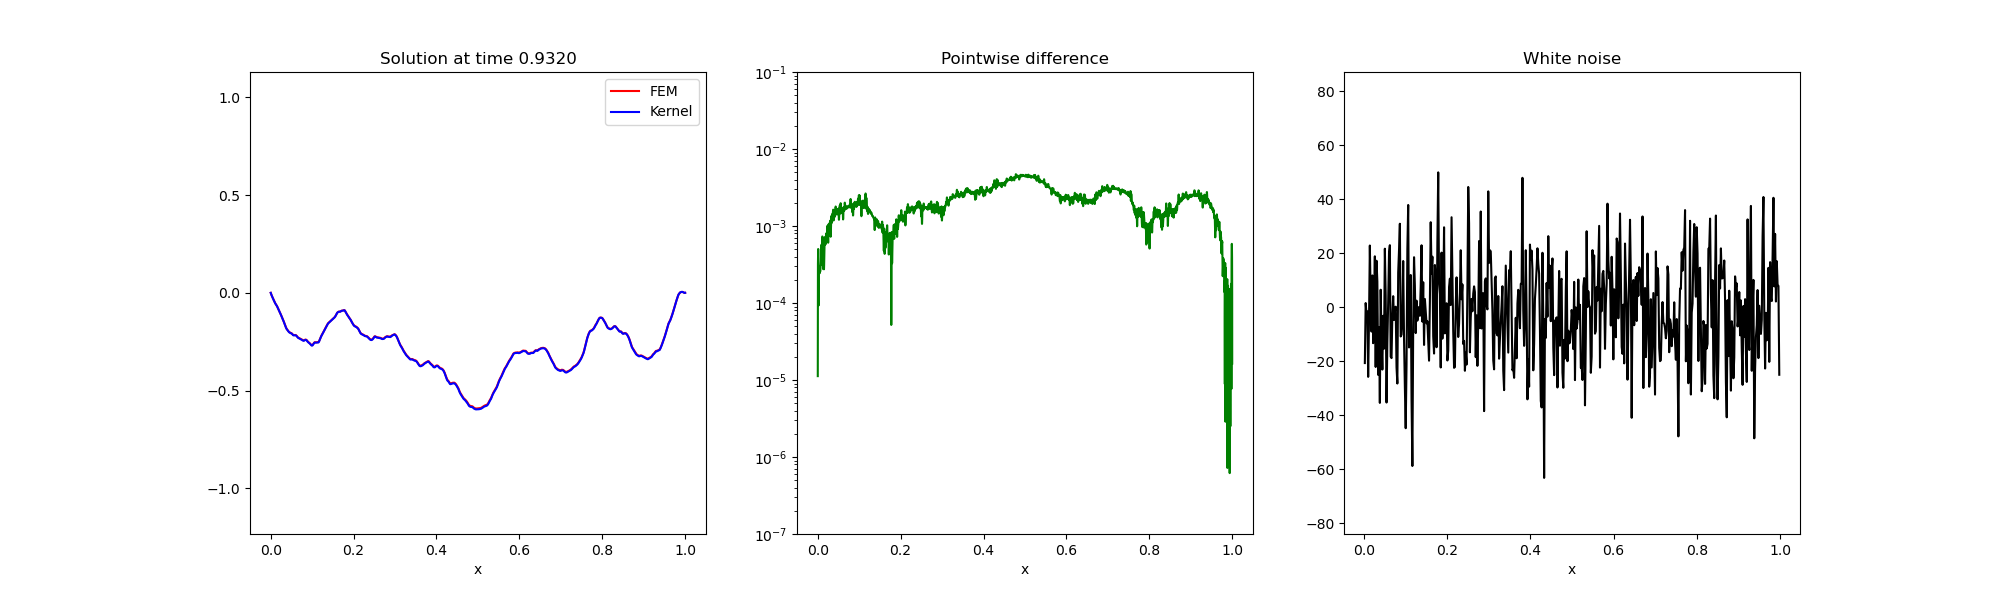 Solution at time 0.9320
1.0
0.5
0.0
−0.5
−1.0
0.0 0.2 0.4 0.6 0.8 1.0
x
FEM
Kernel
Pointwise difference
10⁻¹
10⁻²
10⁻³
10⁻⁴
10⁻⁵
10⁻⁶
10⁻⁷
0.0 0.2 0.4 0.6 0.8 1.0
x
White noise
80
60
40
20
0
−20
−40
−60
−80
0.0 0.2 0.4 0.6 0.8 1.0
x